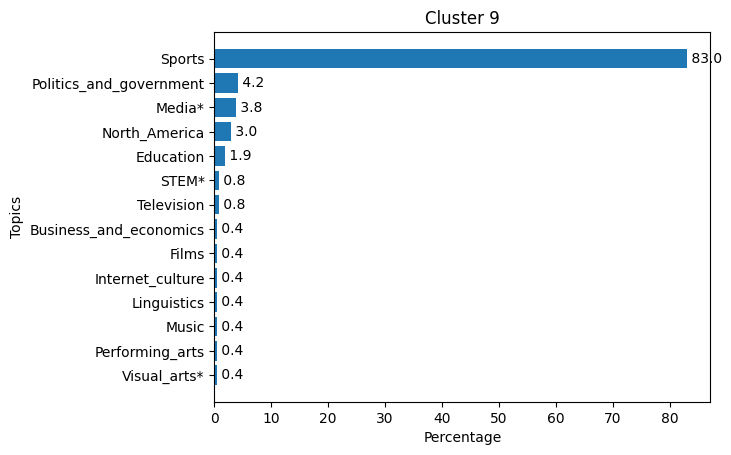 Cluster 9
Topics
Sports 83.0
Politics_and_government 4.2
Media* 3.8
North_America 3.0
Education 1.9
STEM* 0.8
Television 0.8
Business_and_economics 0.4
Films 0.4
Internet_culture 0.4
Linguistics 0.4
Music 0.4
Performing_arts 0.4
Visual_arts* 0.4
0 10 20 30 40 50 60 70 80
Percentage